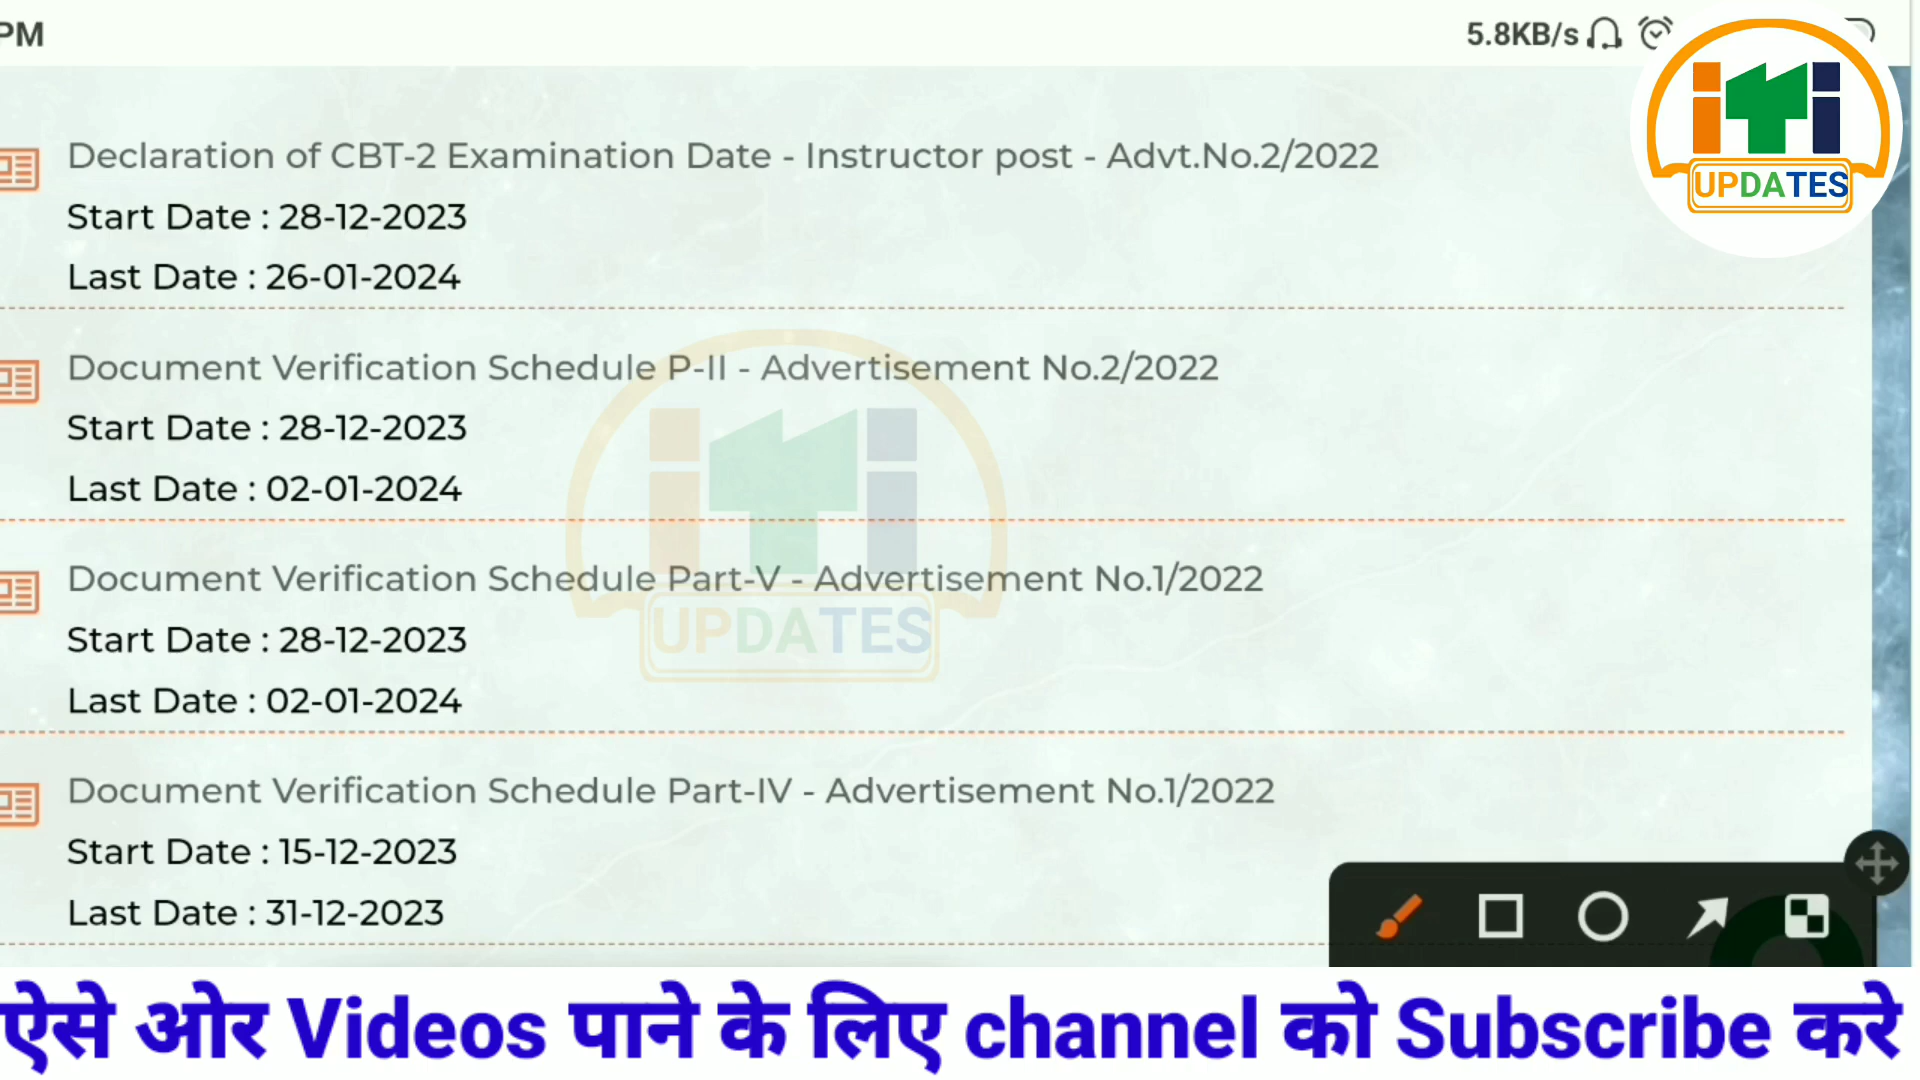 PM
5.8KB/s
iTi
UPDATES
Declaration of CBT-2 Examination Date - Instructor post - Advt.No.2/2022
Start Date : 28-12-2023
Last Date : 26-01-2024
Document Verification Schedule P-II - Advertisement No.2/2022
Start Date : 28-12-2023
Last Date : 02-01-2024
Document Verification Schedule Part-V - Advertisement No.1/2022
Start Date : 28-12-2023
UPDATES
Last Date : 02-01-2024
Document Verification Schedule Part-IV - Advertisement No.1/2022
Start Date : 15-12-2023
Last Date : 31-12-2023
ऐसे ओर Videos पाने के लिए channel को Subscribe करे